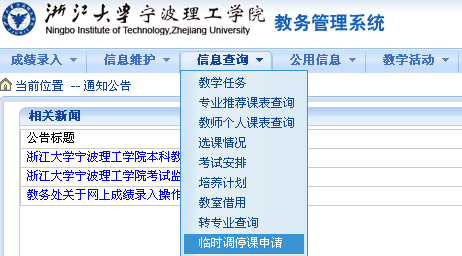 浙江大学宁波理工学院 教务管理系统
Ningbo Institute of Technology,Zhejiang University
成绩录入 信息维护 信息查询 公用信息 教学活动
当前位置 -- 通知公告
相关新闻
公告标题
浙江大学宁波理工学院本科教
浙江大学宁波理工学院考试监
教务处关于网上成绩录入操作
教学任务
专业推荐课表查询
教师个人课表查询
选课情况
考试安排
培养计划
教室借用
转专业查询
临时调停课申请